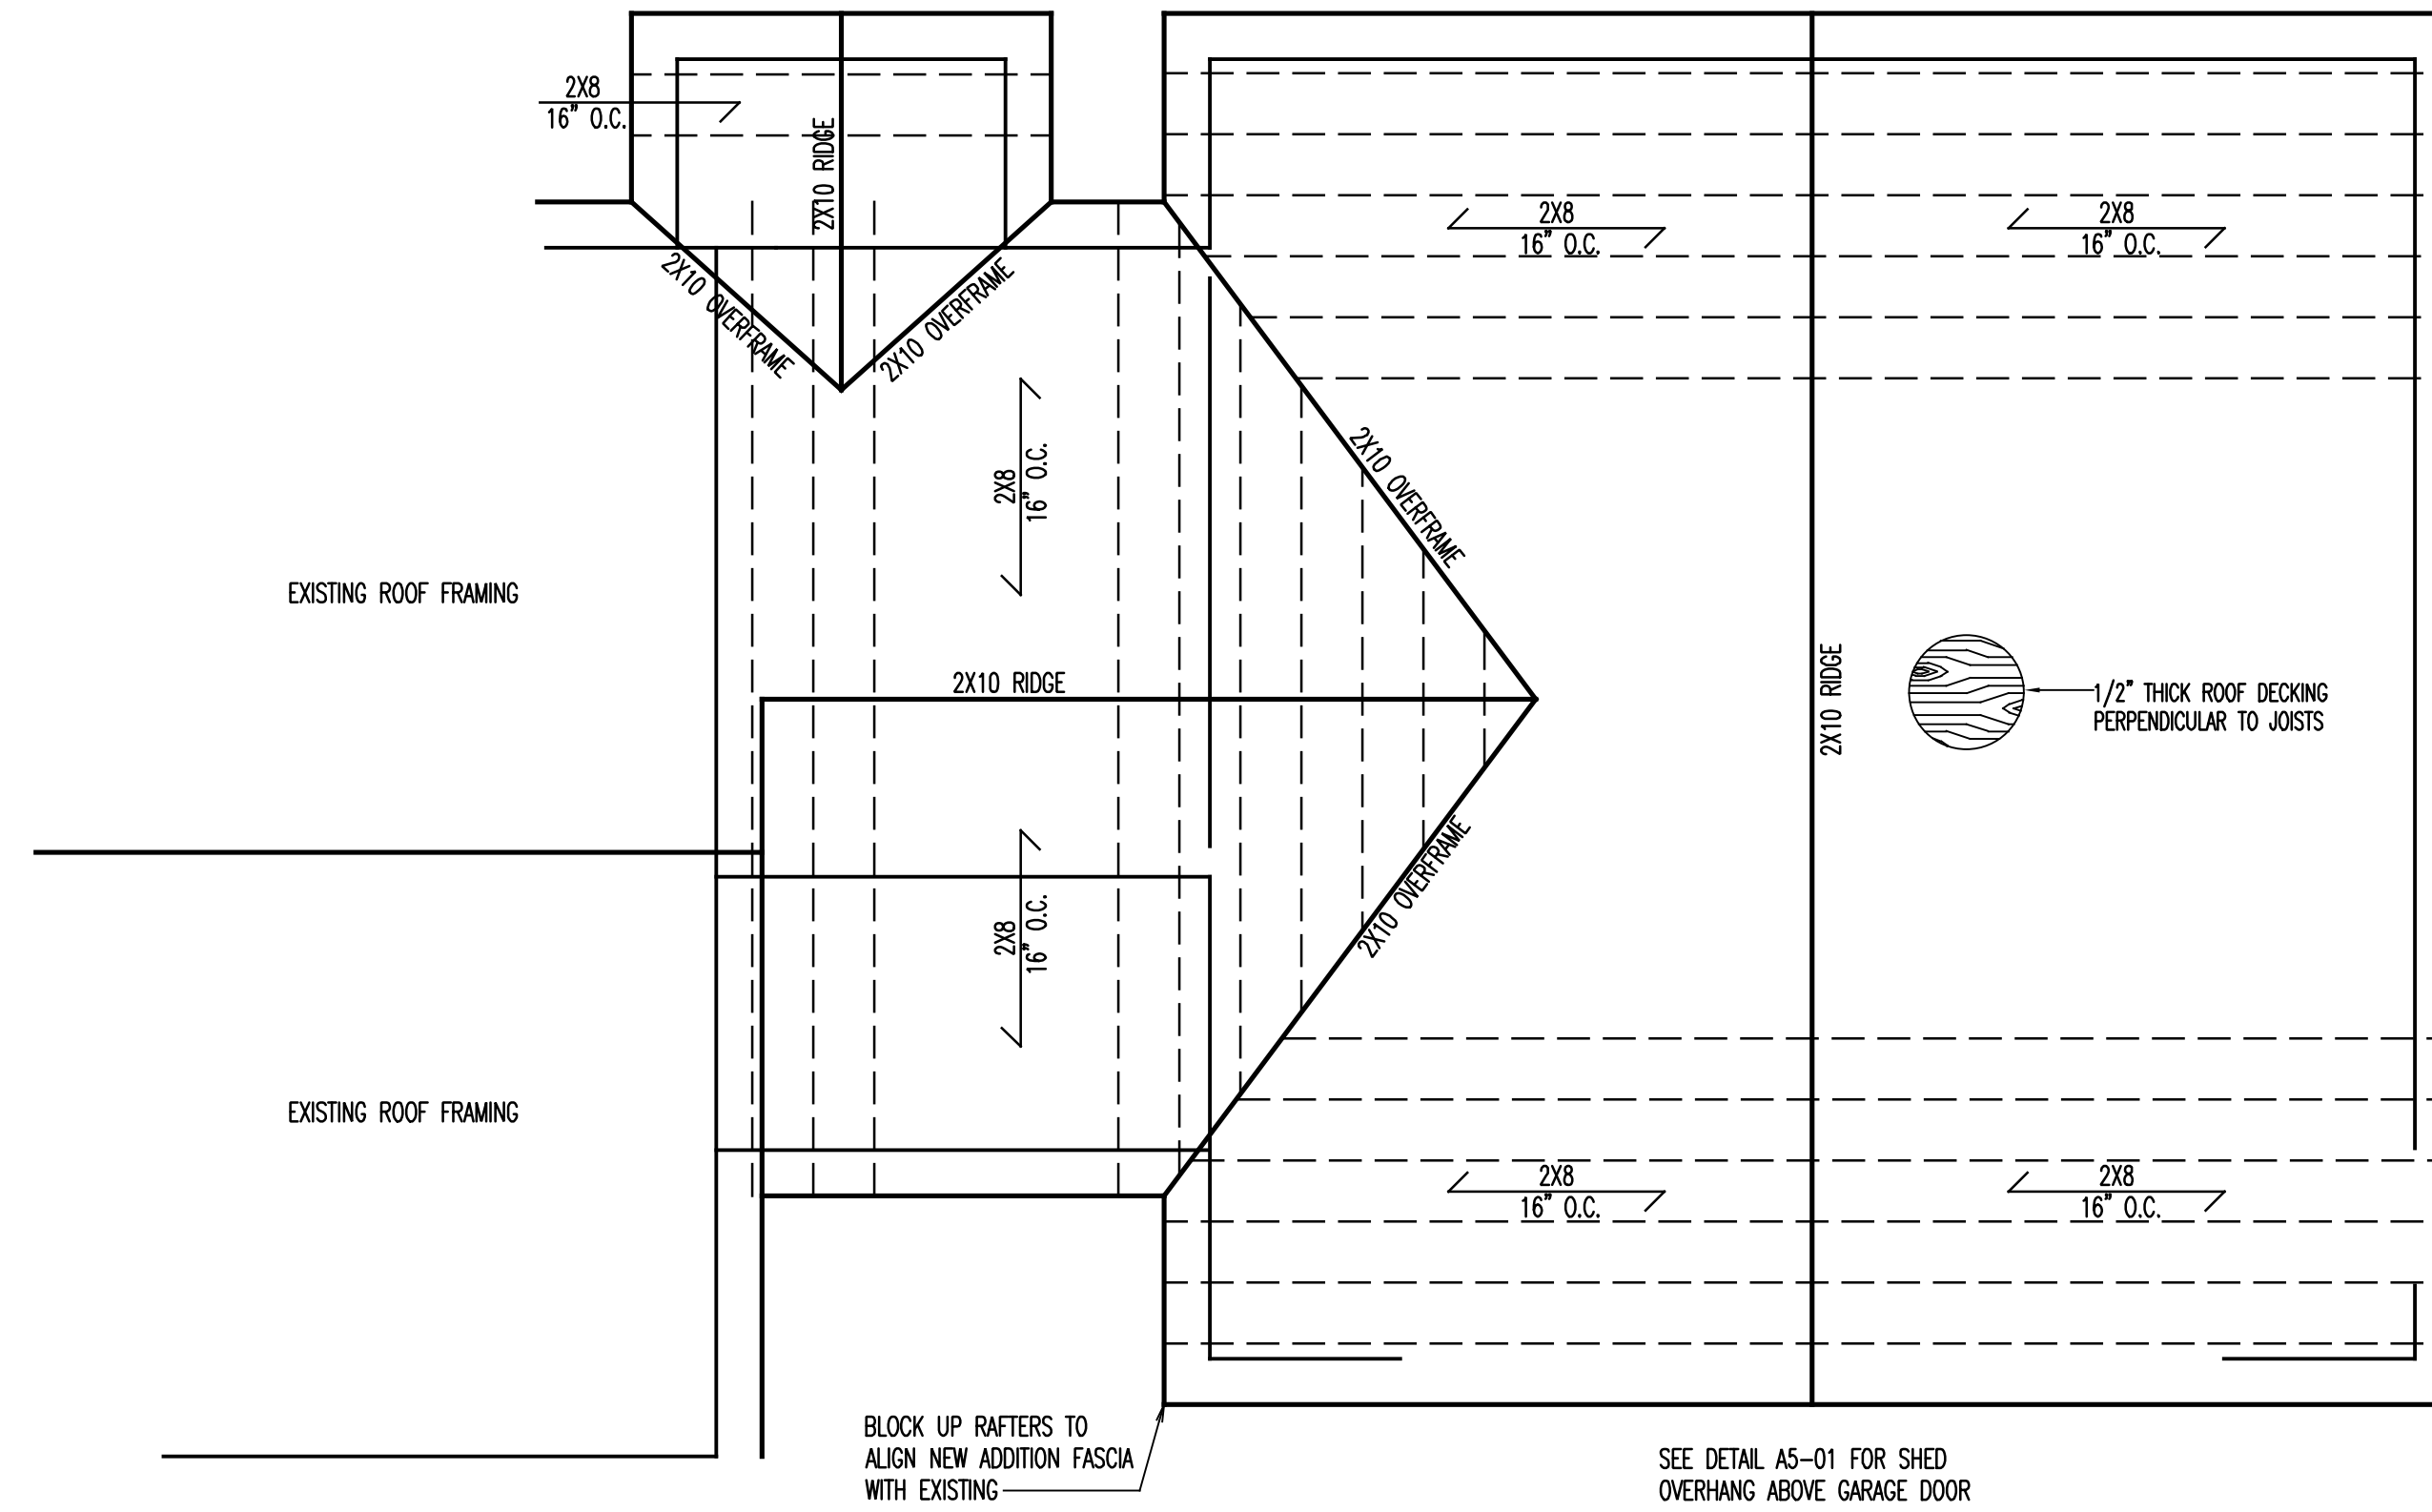 2X8
16" O.C.
2X10 RIDGE
2X8
16" O.C.
2X8
16" O.C.
2X10 OVERFRAME
2X10 OVERFRAME
2X8
16" O.C.
2X10 OVERFRAME
EXISTING ROOF FRAMING
2X10 RIDGE
2X10 RIDGE
1/2" THICK ROOF DECKING
PERPENDICULAR TO JOISTS
2X8
16" O.C.
2X10 OVERFRAME
EXISTING ROOF FRAMING
2X8
16" O.C.
2X8
16" O.C.
BLOCK UP RAFTERS TO
ALIGN NEW ADDITION FASCIA
WITH EXISTING
SEE DETAIL A5-01 FOR SHED
OVERHANG ABOVE GARAGE DOOR